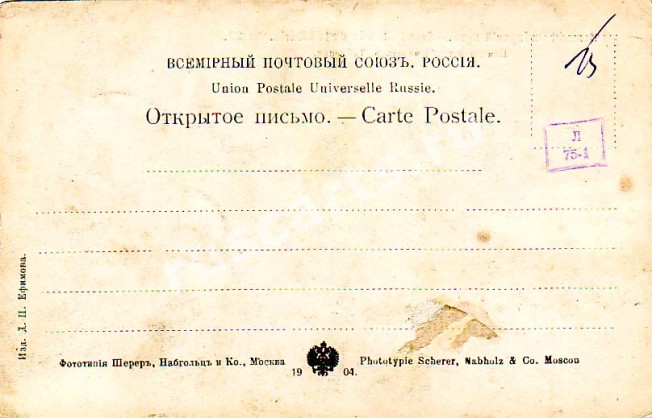 ВСЕМІРНЫЙ ПОЧТОВЫЙ СОЮЗЪ. РОССІЯ.
Union Postale Universelle Russie.
Открытое письмо. — Carte Postale.
Л
75-1
Изд. Д. П. Ефимова.
Фототипія Шереръ, Набгольцъ и Ко., Москва
Phototypie Scherer, Nabholz & Co. Moscou
19 04.